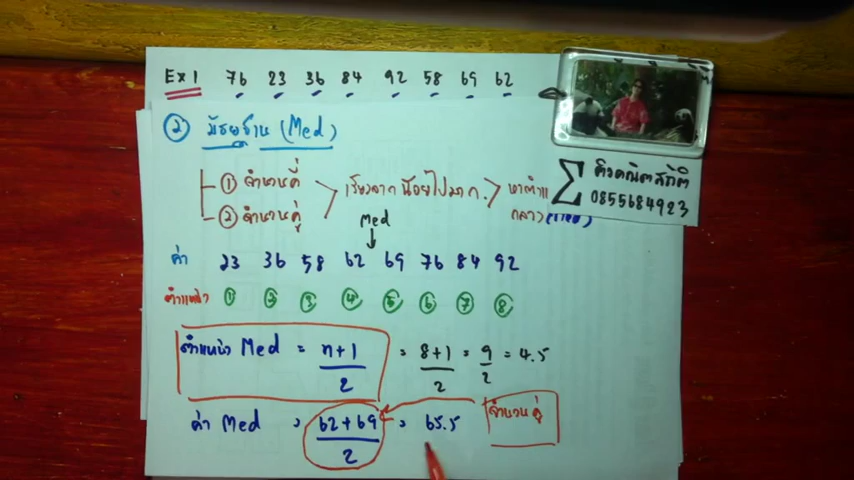 Ex 1 76 23 36 84 92 58 69 62
② มัธยฐาน (Med)
① จำนวนคี่
② จำนวนคู่
เรียงจากน้อยไปมาก
หาตำแ
กลาง (Med)
Σ ติวคณิตสถิติ
0855684923
Med
ค่า 23 36 58 62 69 76 84 92
ตำแหน่ง ① ② ③ ④ ⑤ ⑥ ⑦ ⑧
ตำแหน่ง Med = n+1/2 = 8+1/2 = 9/2 = 4.5
ค่า Med = 62+69/2 = 65.5
จำนวนคู่